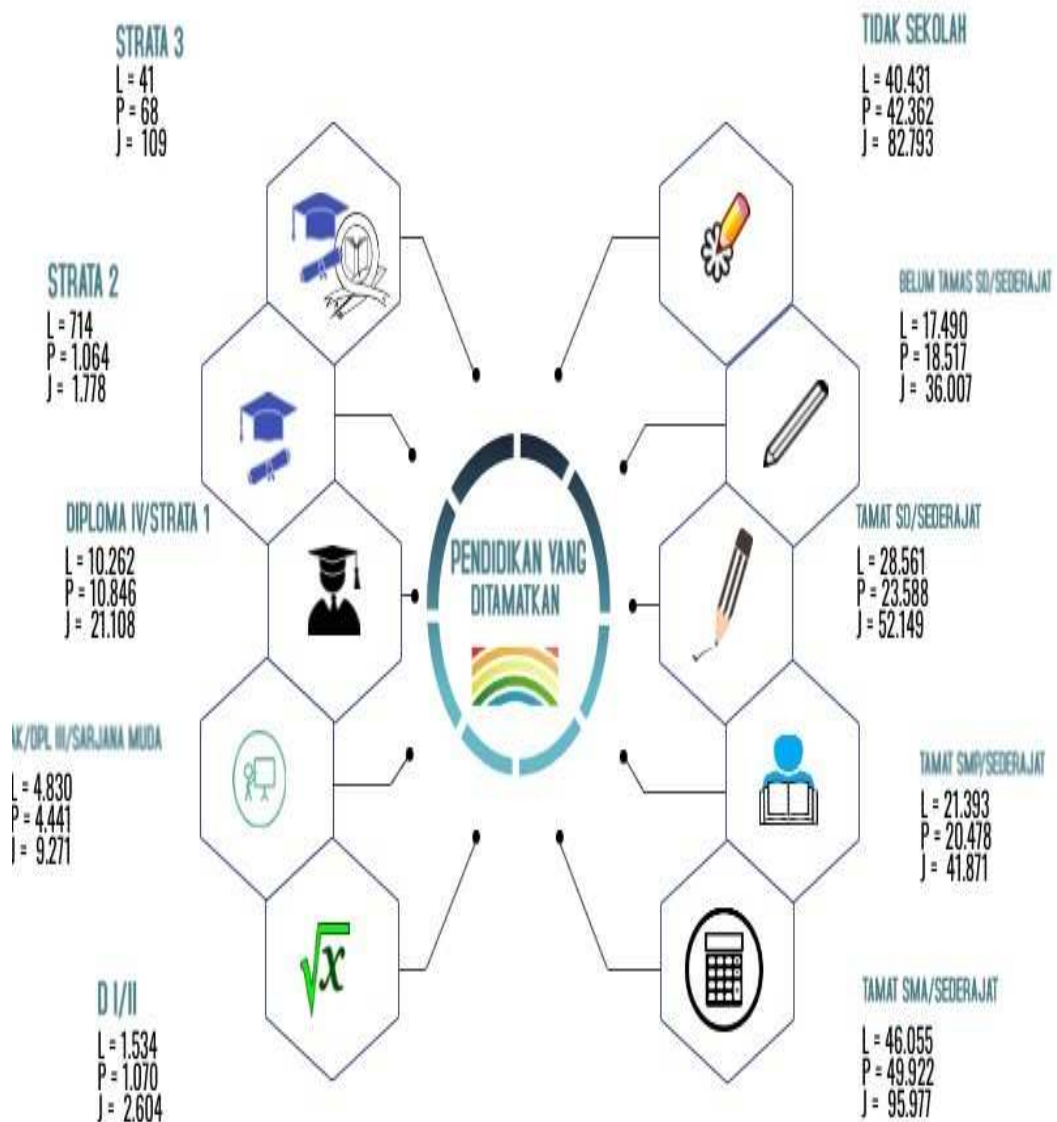 STRATA 3
L = 41
P = 68
J = 109
STRATA 2
L = 714
P = 1.064
J = 1.778
DIPLOMA IV/STRATA 1
L = 10.262
P = 10.846
J = 21.108
AK/DPL III/SARJANA MUDA
L = 4.830
P = 4.441
J = 9.271
D I/II
L = 1.534
P = 1.070
J = 2.604
√x
PENDIDIKAN YANG
DITAMATKAN
TIDAK SEKOLAH
L = 40.431
P = 42.362
J = 82.793
BELUM TAMAS SD/SEDERAJAT
L = 17.490
P = 18.517
J = 36.007
TAMAT SD/SEDERAJAT
L = 28.561
P = 23.588
J = 52.149
TAMAT SMP/SEDERAJAT
L = 21.393
P = 20.478
J = 41.871
TAMAT SMA/SEDERAJAT
L = 46.055
P = 49.922
J = 95.977